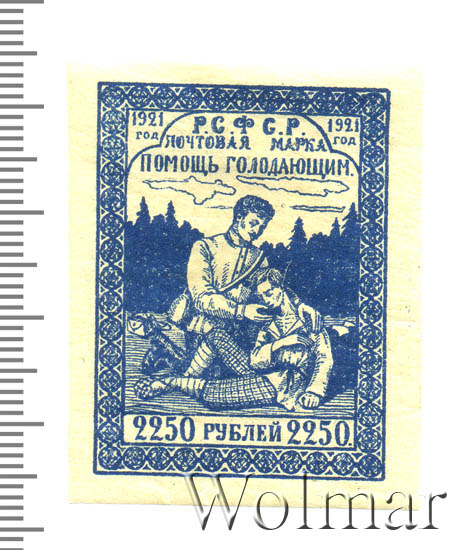 1921 год Р.С.Ф.С.Р. 1921 год
ПОЧТОВАЯ МАРКА
ПОМОЩЬ ГОЛОДАЮЩИМ.
2250 РУБЛЕЙ 2250.
Wolmar